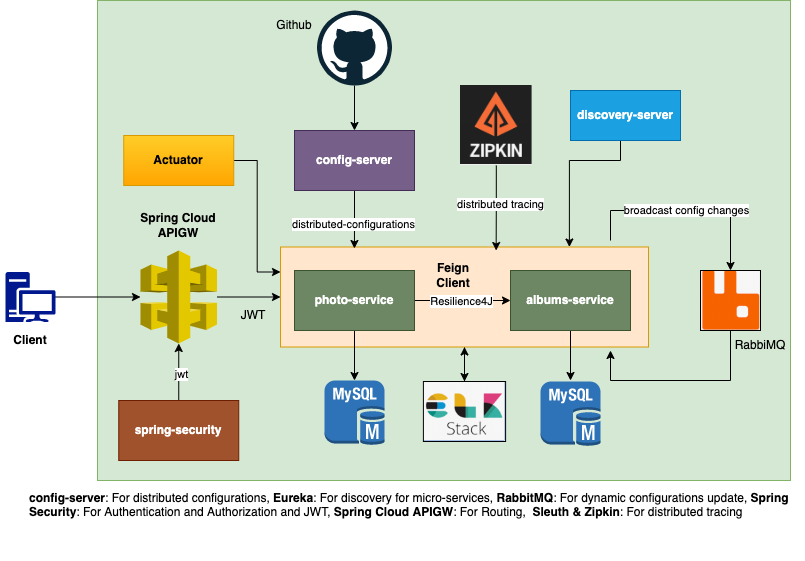 Github
ZIPKIN
discovery-server
Actuator
config-server
distributed tracing
broadcast config changes
Spring Cloud
APIGW
distributed-configurations
Feign
Client
photo-service
Resilience4J
albums-service
JWT
Client
RabbiMQ
jwt
MySQL
M
Stack
MySQL
M
spring-security
config-server: For distributed configurations, Eureka: For discovery for micro-services, RabbitMQ: For dynamic configurations update, Spring
Security: For Authentication and Authorization and JWT, Spring Cloud APIGW: For Routing, Sleuth & Zipkin: For distributed tracing